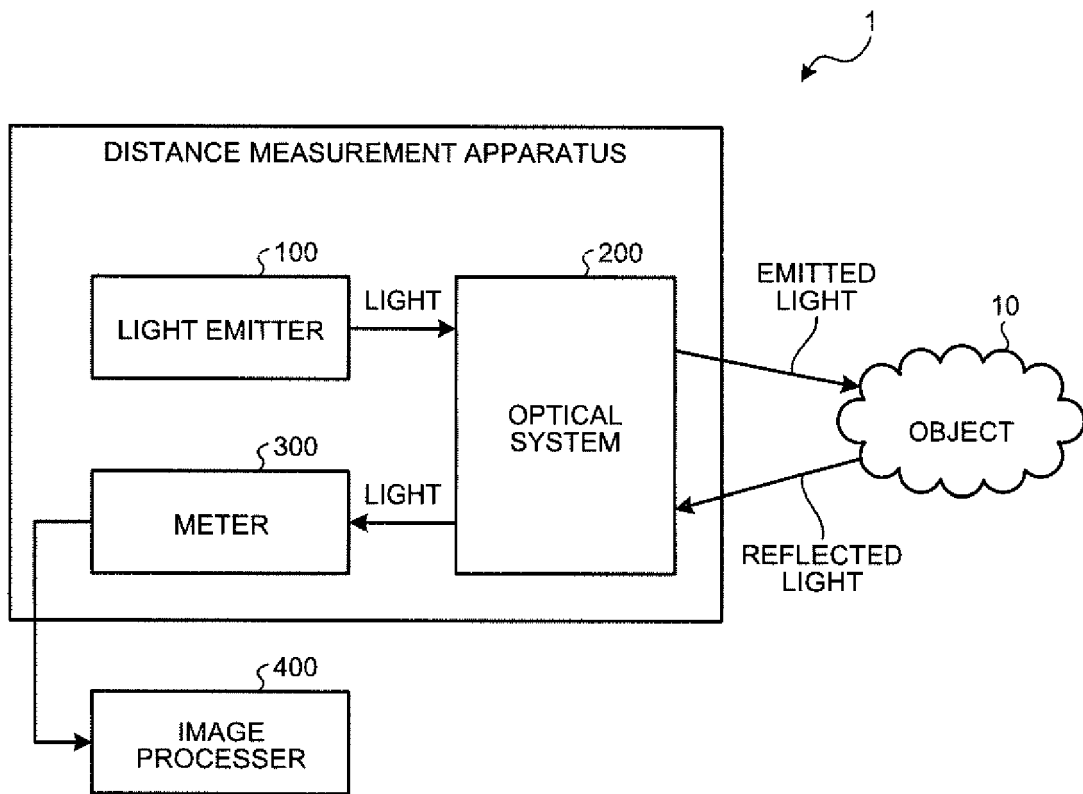 1
DISTANCE MEASUREMENT APPARATUS
100
LIGHT EMITTER
LIGHT
200
OPTICAL
SYSTEM
EMITTED
LIGHT
10
OBJECT
300
METER
LIGHT
REFLECTED
LIGHT
400
IMAGE
PROCESSER